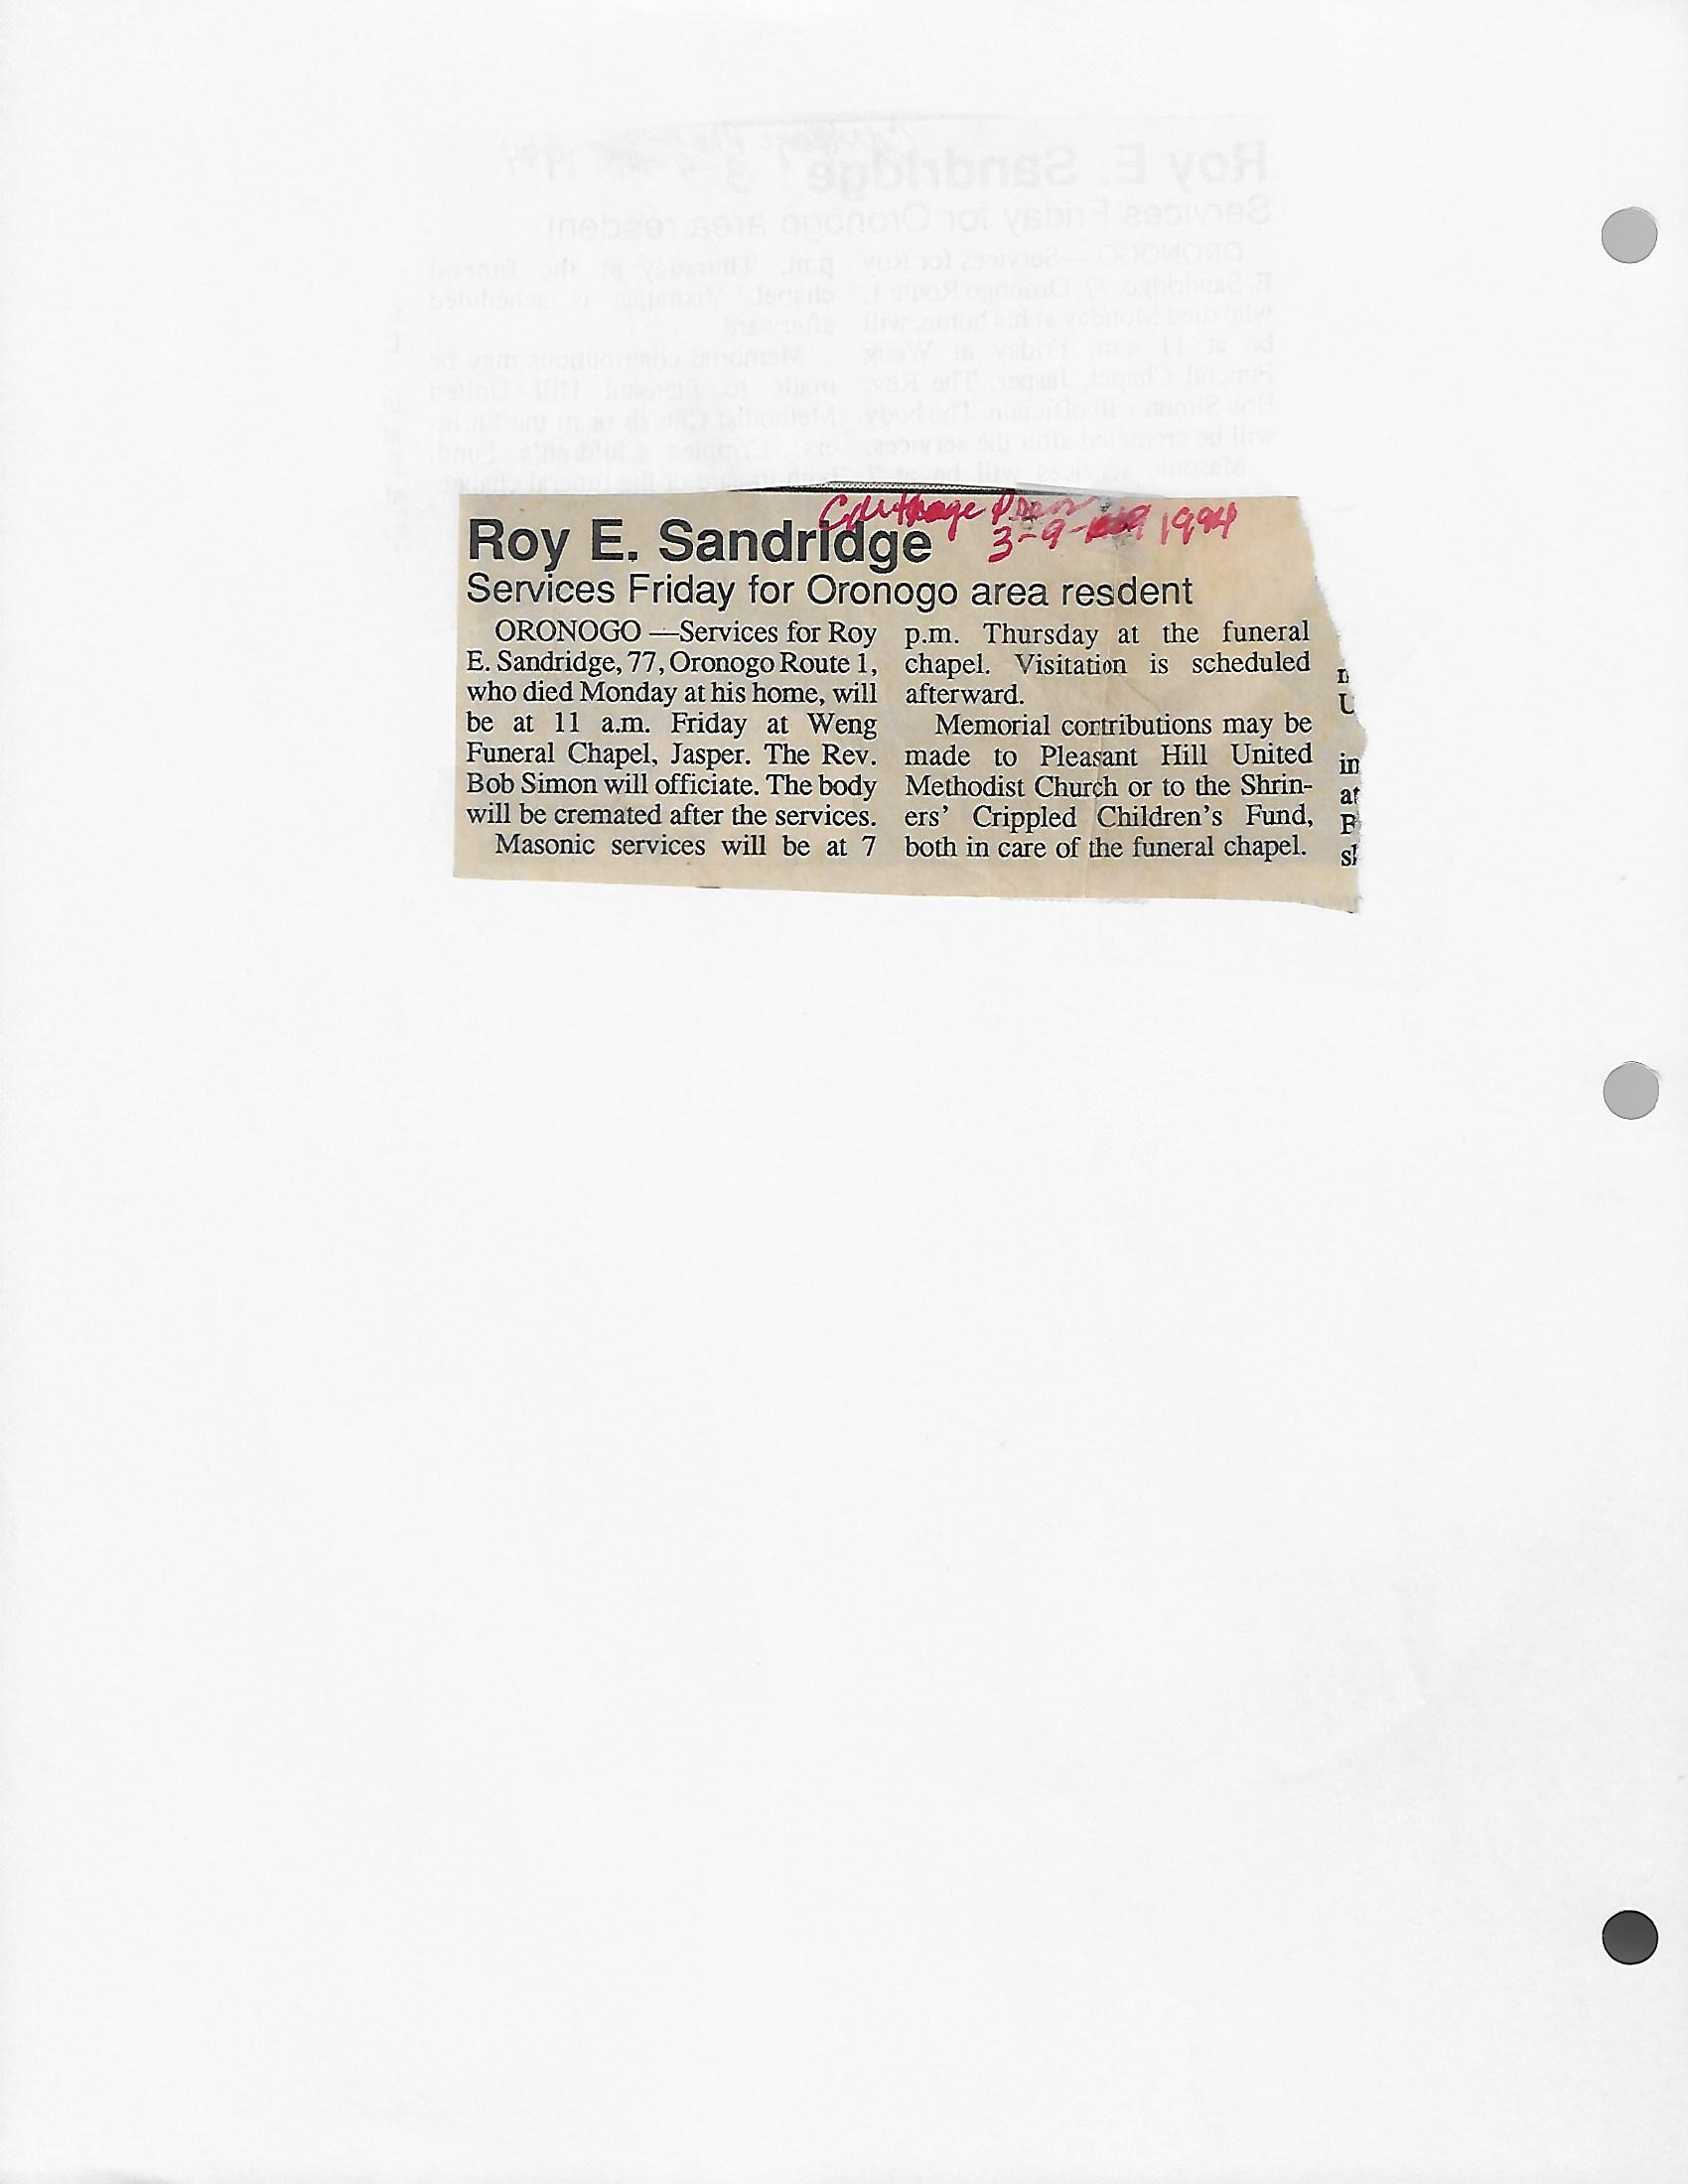 Carthage Press
3-9- 1994
Roy E. Sandridge
Services Friday for Oronogo area resdent
ORONOGO —Services for Roy
E. Sandridge, 77, Oronogo Route 1,
who died Monday at his home, will
be at 11 a.m. Friday at Weng
Funeral Chapel, Jasper. The Rev.
Bob Simon will officiate. The body
will be cremated after the services.
Masonic services will be at 7
p.m. Thursday at the funeral
chapel. Visitation is scheduled
afterward.
Memorial contributions may be
made to Pleasant Hill United
Methodist Church or to the Shrin-
ers' Crippled Children's Fund,
both in care of the funeral chapel.